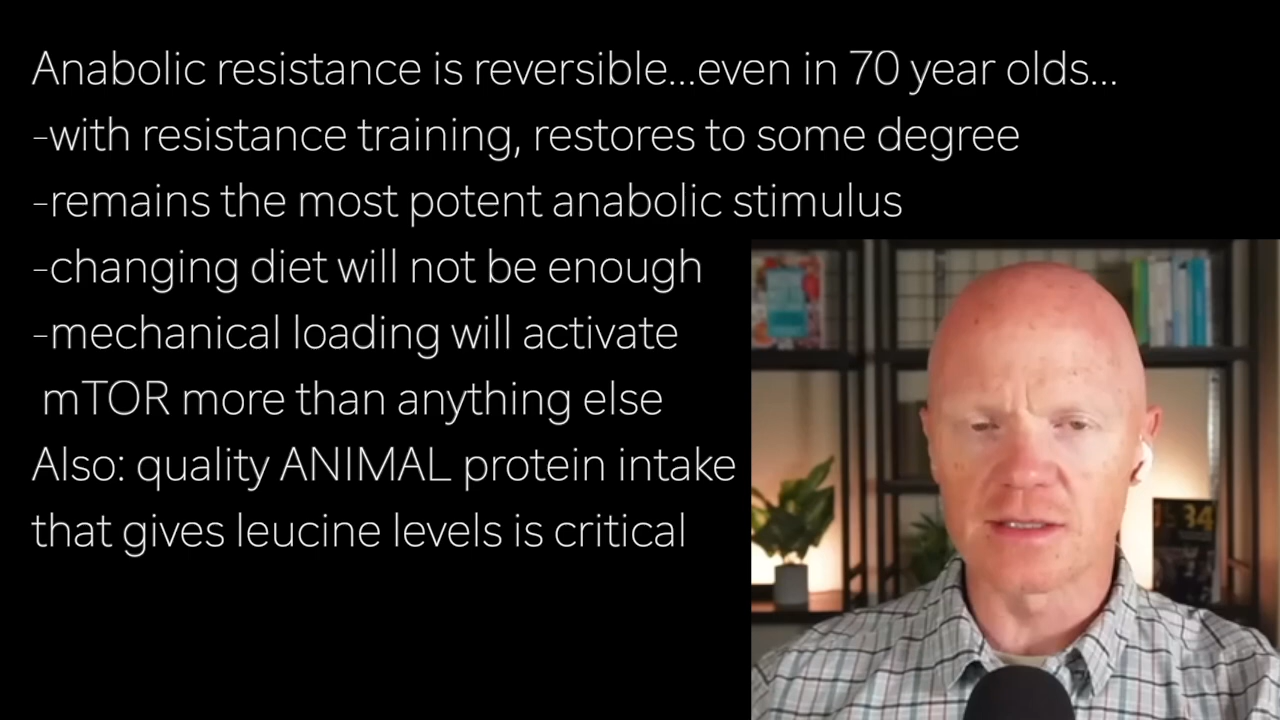 Anabolic resistance is reversible...even in 70 year olds...
-with resistance training, restores to some degree
-remains the most potent anabolic stimulus
-changing diet will not be enough
-mechanical loading will activate
mTOR more than anything else
Also: quality ANIMAL protein intake
that gives leucine levels is critical